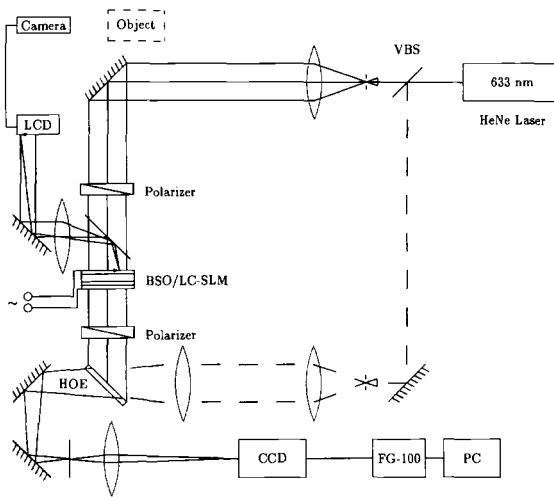 Object
Camera
VBS
633 nm
HeNe Laser
LCD
Polarizer
BSO/LC-SLM
~
Polarizer
HOE
CCD
FG-100
PC